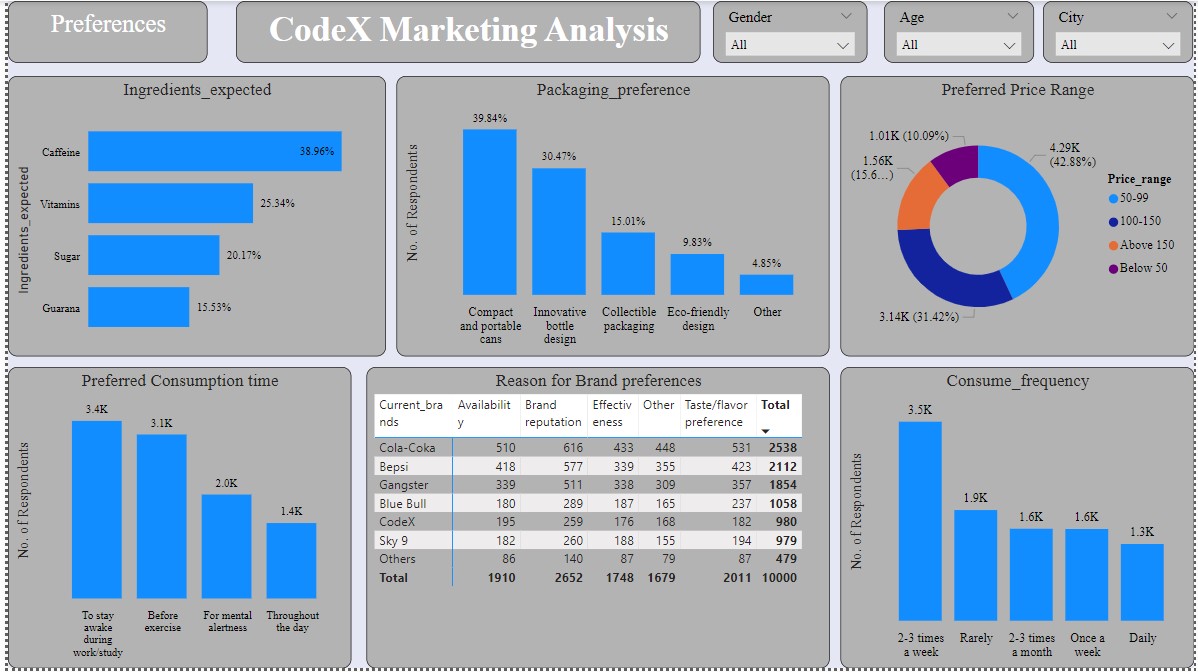 Preferences
CodeX Marketing Analysis
Gender
All
Age
All
City
All
Ingredients_expected
Ingredients_expected
Caffeine
38.96%
Vitamins
25.34%
Sugar
20.17%
Guarana
15.53%
Packaging_preference
No. of Respondents
39.84%
30.47%
15.01%
9.83%
4.85%
Compact
and portable
cans
Innovative
bottle
design
Collectible
packaging
Eco-friendly
design
Other
Preferred Price Range
1.01K (10.09%)
1.56K
(15.6...)
4.29K
(42.88%)
3.14K (31.42%)
Price_range
50-99
100-150
Above 150
Below 50
Preferred Consumption time
No. of Respondents
3.4K
3.1K
2.0K
1.4K
To stay
awake
during
work/study
Before
exercise
For mental
alertness
Throughout
the day
Reason for Brand preferences
Current_bra
nds
Availabilit
y
Brand
reputation
Effectiv
eness
Other
Taste/flavor
preference
Total
Cola-Coka 510 616 433 448 531 2538
Bepsi 418 577 339 355 423 2112
Gangster 339 511 338 309 357 1854
Blue Bull 180 289 187 165 237 1058
CodeX 195 259 176 168 182 980
Sky 9 182 260 188 155 194 979
Others 86 140 87 79 87 479
Total 1910 2652 1748 1679 2011 10000
Consume_frequency
No. of Respondents
3.5K
1.9K
1.6K
1.6K
1.3K
2-3 times
a week
Rarely
2-3 times
a month
Once a
week
Daily